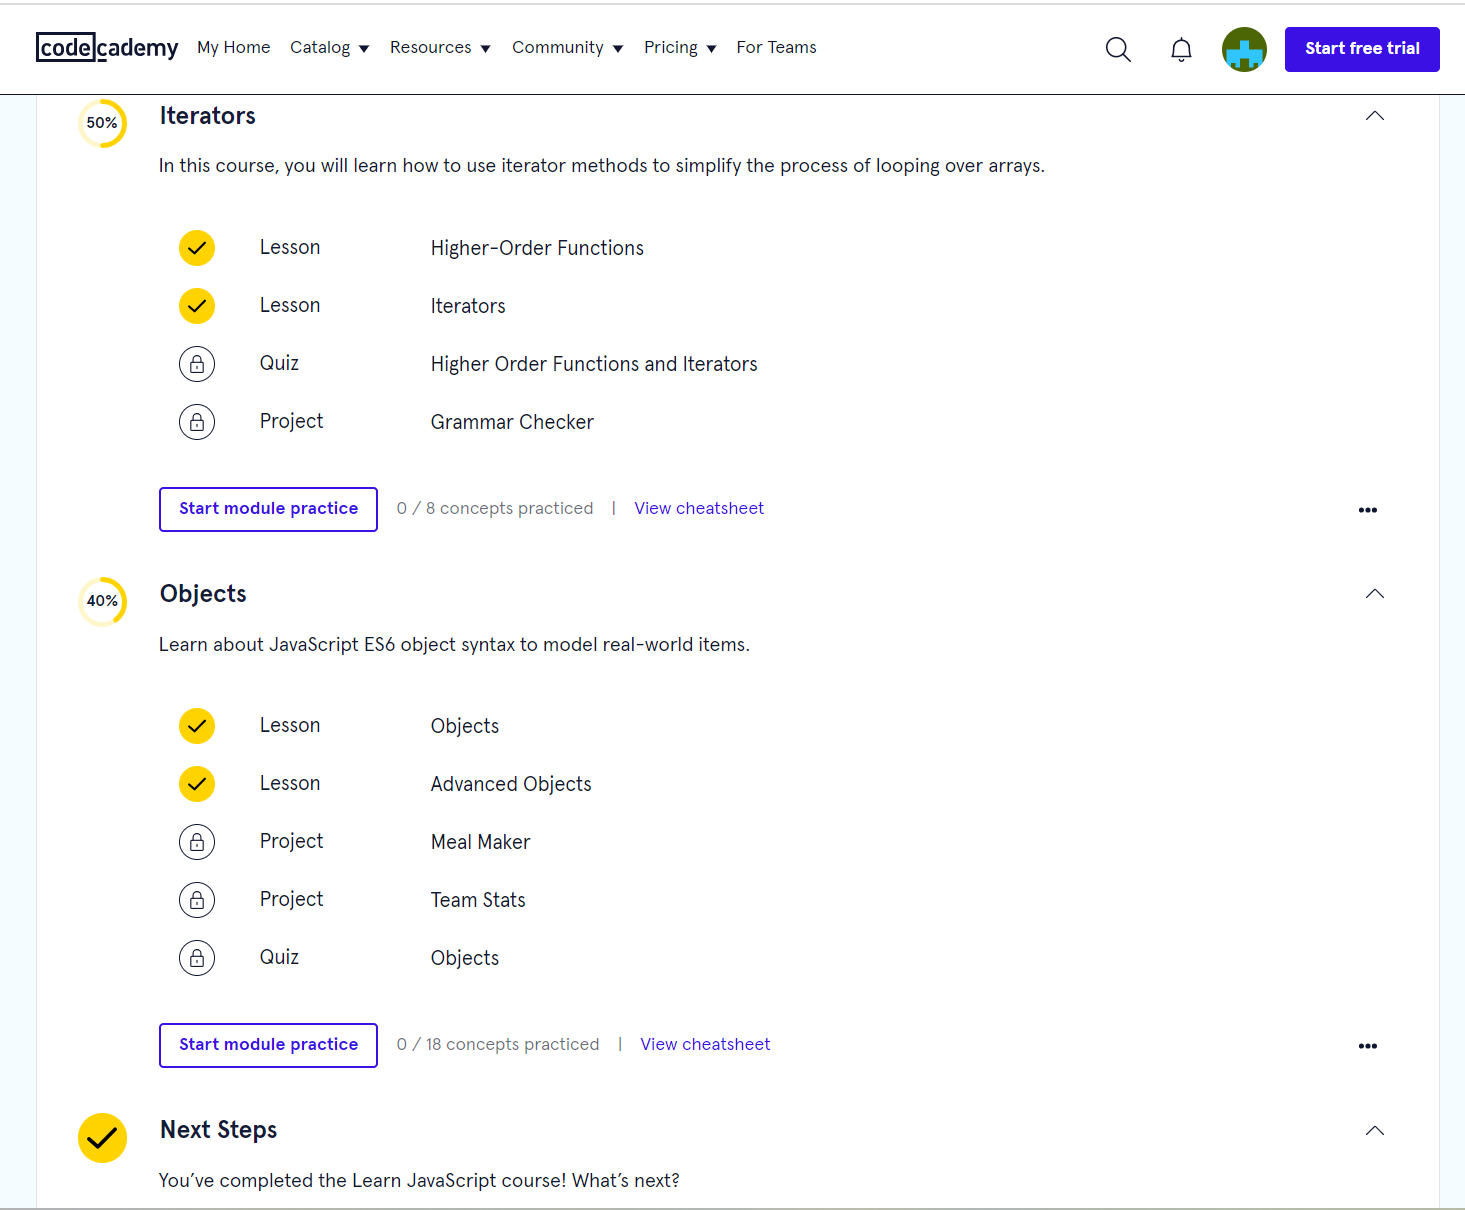 codecademy My Home Catalog Resources Community Pricing For Teams Start free trial
50% Iterators
In this course, you will learn how to use iterator methods to simplify the process of looping over arrays.
Lesson Higher-Order Functions
Lesson Iterators
Quiz Higher Order Functions and Iterators
Project Grammar Checker
Start module practice 0 / 8 concepts practiced | View cheatsheet
40% Objects
Learn about JavaScript ES6 object syntax to model real-world items.
Lesson Objects
Lesson Advanced Objects
Project Meal Maker
Project Team Stats
Quiz Objects
Start module practice 0 / 18 concepts practiced | View cheatsheet
Next Steps
You’ve completed the Learn JavaScript course! What’s next?